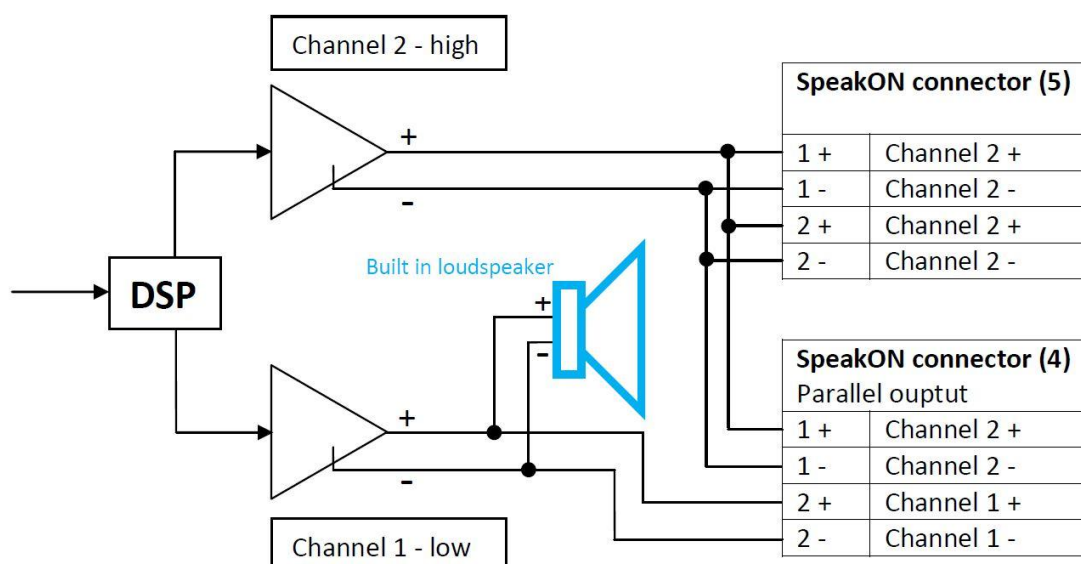 Channel 2 - high
SpeakON connector (5)
+
1 + Channel 2 +
-
1 - Channel 2 -
2 + Channel 2 +
2 - Channel 2 -
Built in loudspeaker
DSP
+
-
SpeakON connector (4)
Parallel ouptut
+
1 + Channel 2 +
-
1 - Channel 2 -
2 + Channel 1 +
2 - Channel 1 -
Channel 1 - low